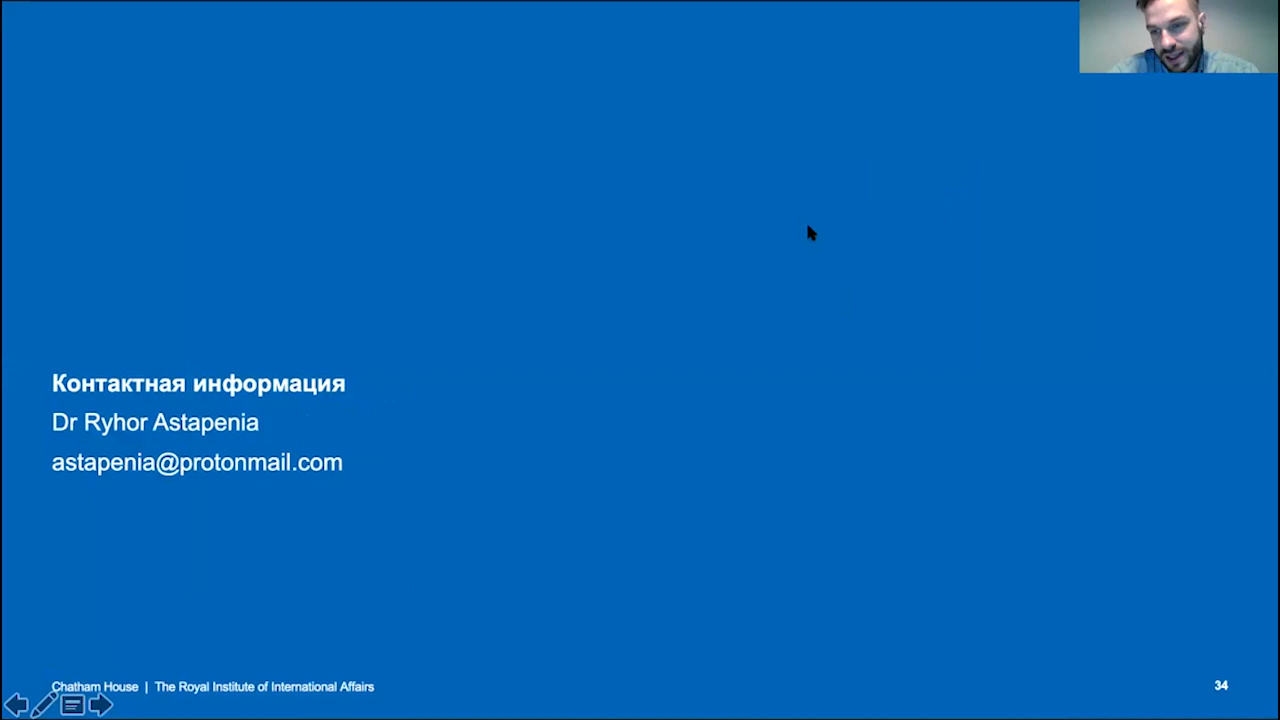 Контактная информация
Dr Ryhor Astapenia
astapenia@protonmail.com
Chatham House | The Royal Institute of International Affairs
34